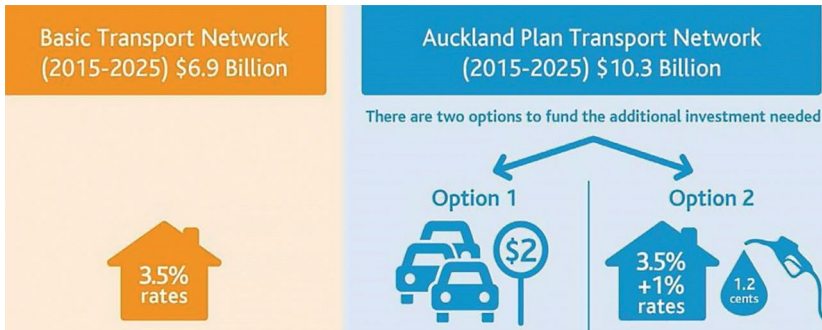 Basic Transport Network
(2015-2025) $6.9 Billion
3.5%
rates
Auckland Plan Transport Network
(2015-2025) $10.3 Billion
There are two options to fund the additional investment needed
Option 1
$2
Option 2
3.5%
+1%
rates
1.2
cents